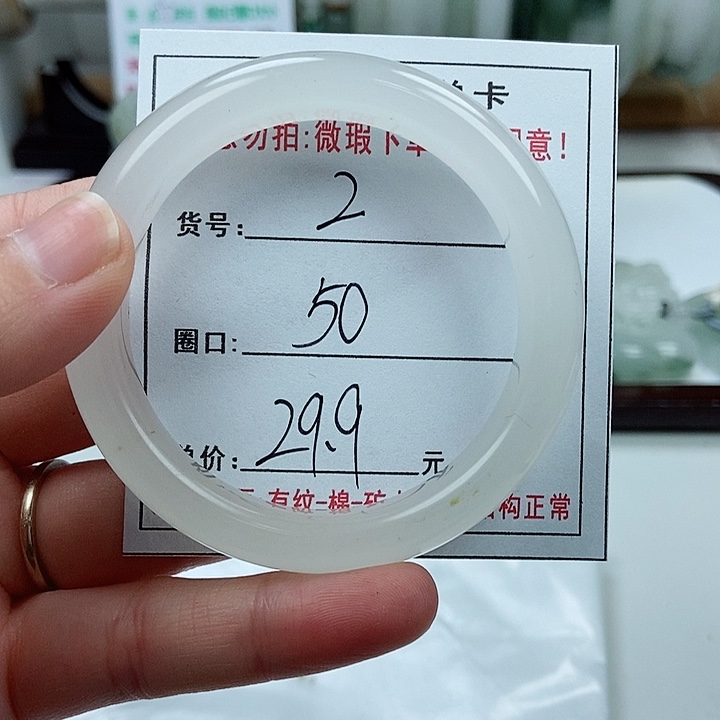 卡
勿拍:微瑕下单 意!
货号: 2
圈口: 50
价: 29.9 元
有纹-棉-矿 构正常